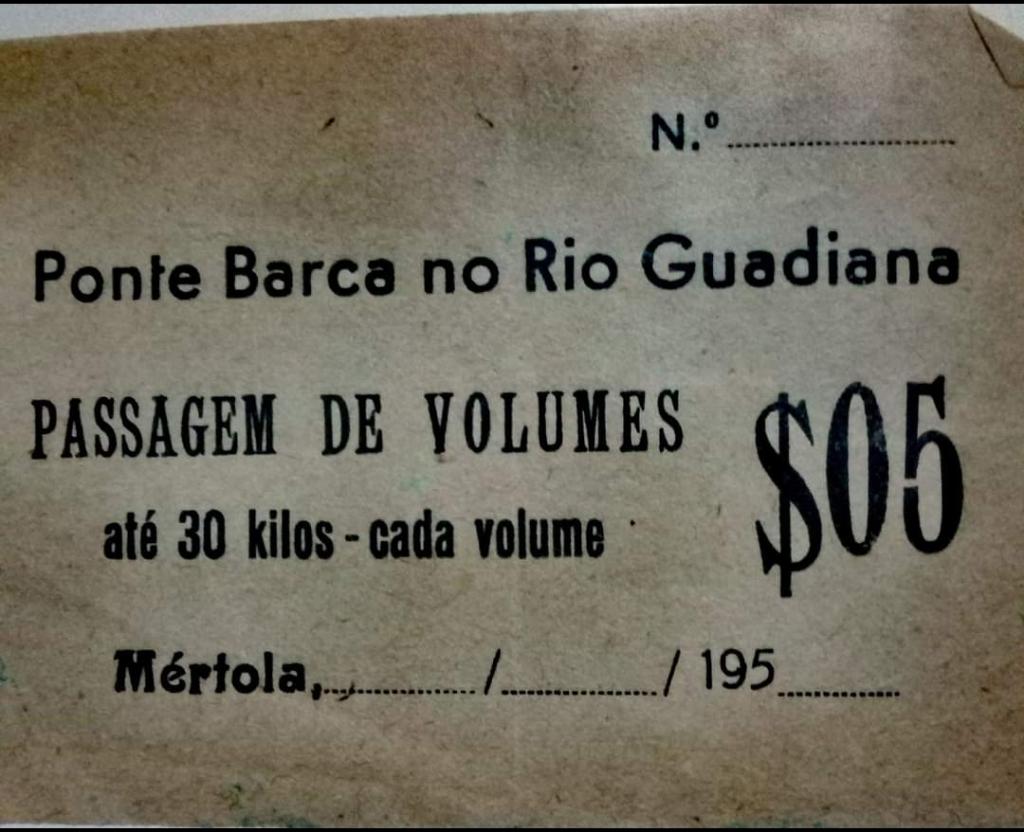 N.º
Ponte Barca no Rio Guadiana
PASSAGEM DE VOLUMES $05
até 30 kilos - cada volume
Mértola,............/............/ 195............